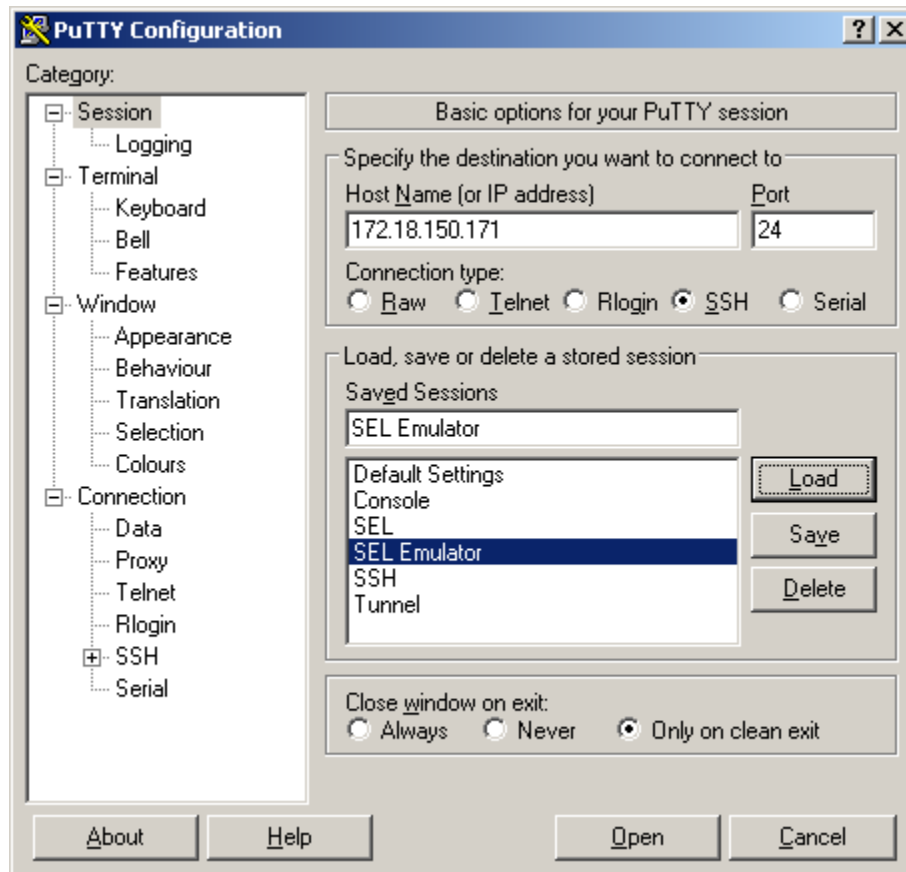 PuTTY Configuration
Category:
Session
Logging
Terminal
Keyboard
Bell
Features
Window
Appearance
Behaviour
Translation
Selection
Colours
Connection
Data
Proxy
Telnet
Rlogin
SSH
Serial
Basic options for your PuTTY session
Specify the destination you want to connect to
Host Name (or IP address) Port
172.18.150.171 24
Connection type:
Raw Telnet Rlogin SSH Serial
Load, save or delete a stored session
Saved Sessions
SEL Emulator
Default Settings
Console
SEL
SEL Emulator
SSH
Tunnel
Load
Save
Delete
Close window on exit:
Always Never Only on clean exit
About Help Open Cancel